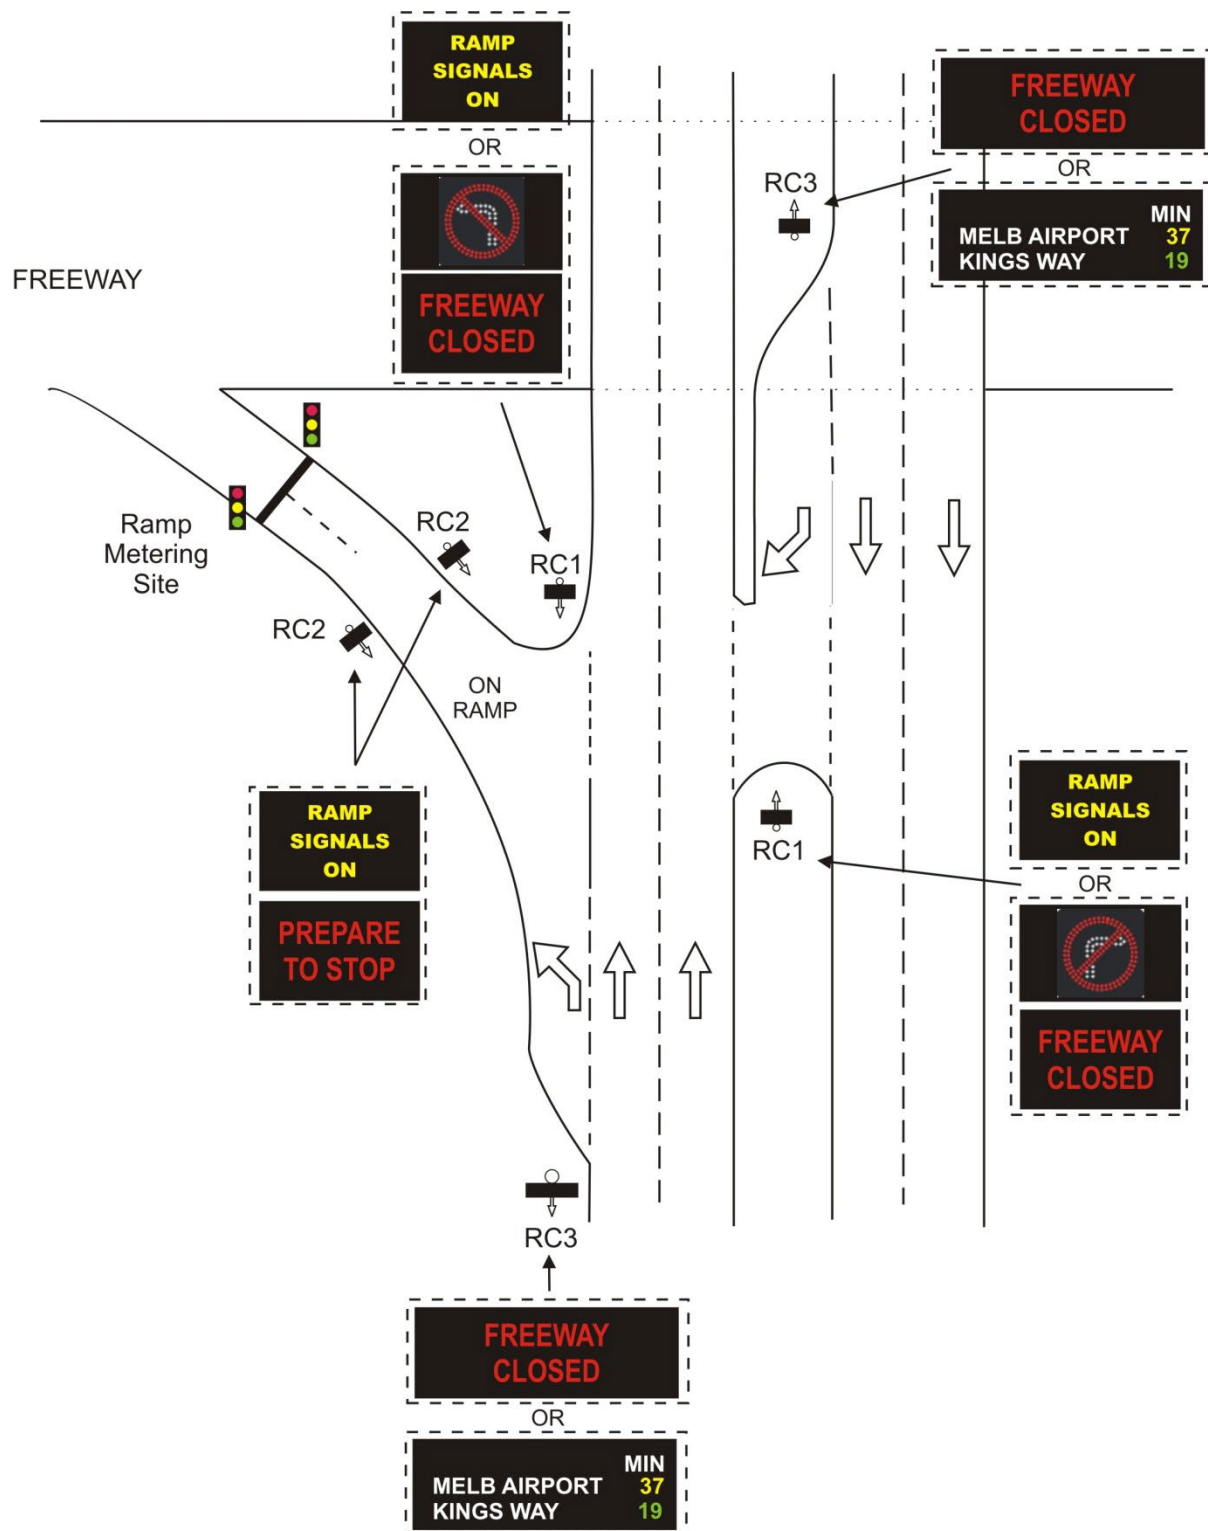 RAMP
SIGNALS
ON
OR
FREEWAY
CLOSED
FREEWAY
CLOSED
OR
MIN
MELB AIRPORT 37
KINGS WAY 19
RC3
FREEWAY
RC2
RC1
Ramp
Metering
Site
RC2
ON
RAMP
RAMP
SIGNALS
ON
PREPARE
TO STOP
RC1
RAMP
SIGNALS
ON
OR
FREEWAY
CLOSED
RC3
FREEWAY
CLOSED
OR
MIN
MELB AIRPORT 37
KINGS WAY 19